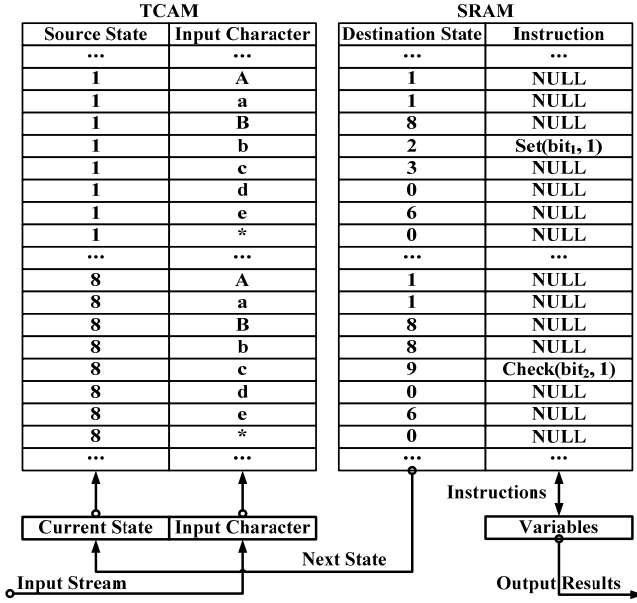 TCAM SRAM
Source State Input Character Destination State Instruction
... ... ... ...
1 A 1 NULL
1 a 1 NULL
1 B 8 NULL
1 b 2 Set(bit₁, 1)
1 c 3 NULL
1 d 0 NULL
1 e 6 NULL
1 * 0 NULL
... ... ... ...
8 A 1 NULL
8 a 1 NULL
8 B 8 NULL
8 b 8 NULL
8 c 9 Check(bit₂, 1)
8 d 0 NULL
8 e 6 NULL
8 * 0 NULL
... ... ... ...
Instructions
Current State Input Character Variables
Next State
Input Stream Output Results